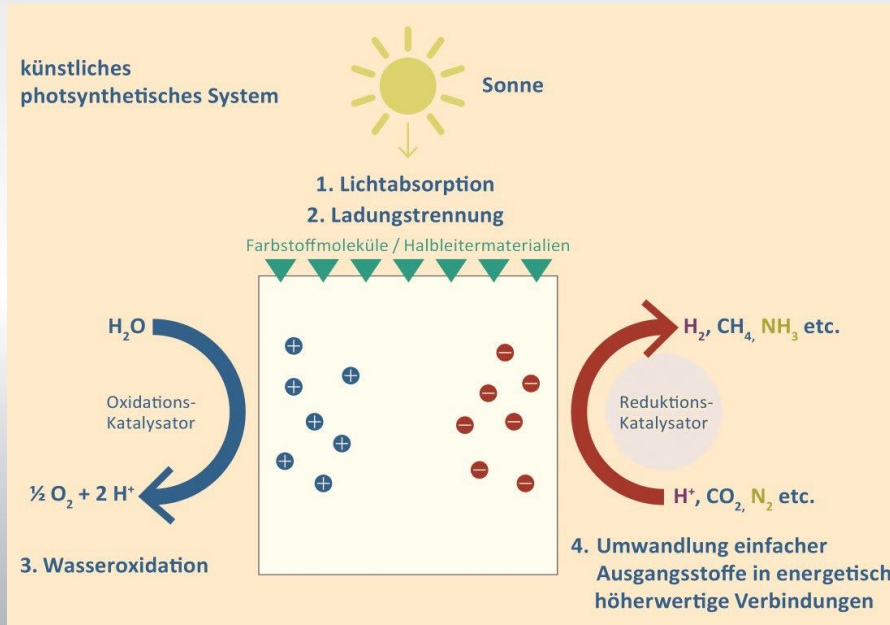 künstliches
photsynthetisches System
Sonne
1. Lichtabsorption
2. Ladungstrennung
Farbstoffmoleküle / Halbleitermaterialien
H₂O
Oxidations-
Katalysator
½ O₂ + 2 H⁺
3. Wasseroxidation
H₂, CH₄, NH₃ etc.
Reduktions-
Katalysator
H⁺, CO₂, N₂ etc.
4. Umwandlung einfacher
Ausgangsstoffe in energetisch
höherwertige Verbindungen